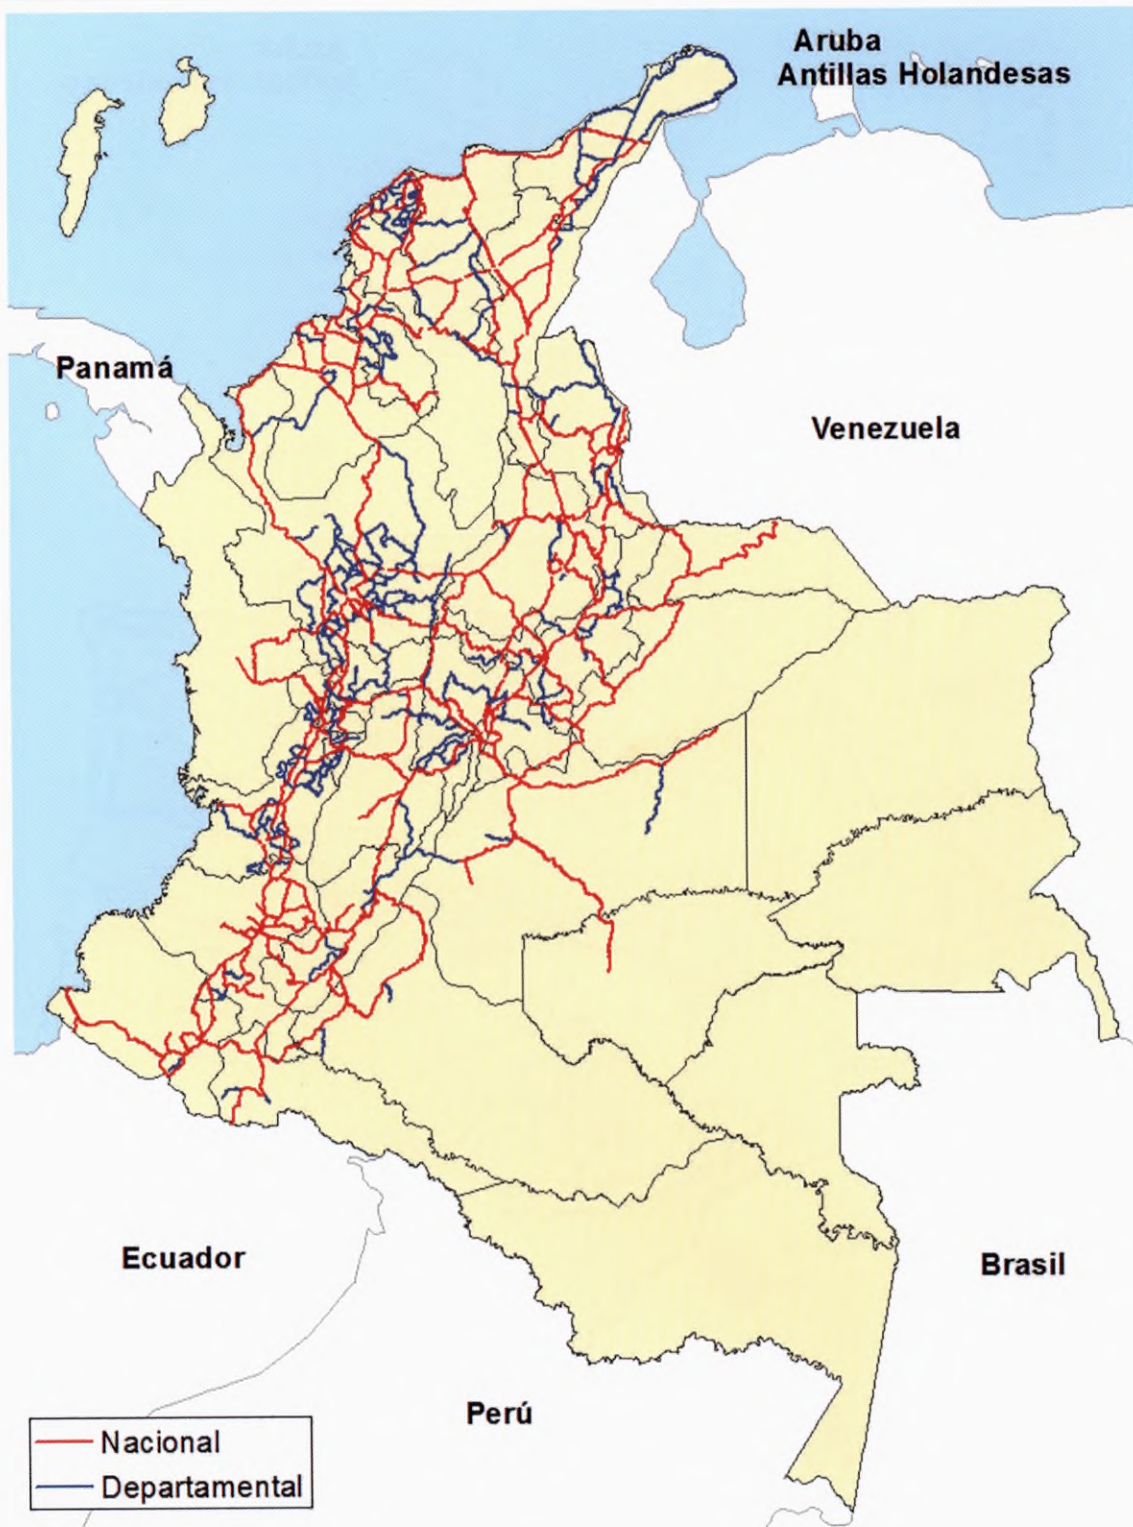 Aruba
Antillas Holandesas
Panamá
Venezuela
Ecuador
Brasil
Perú
Nacional
Departamental